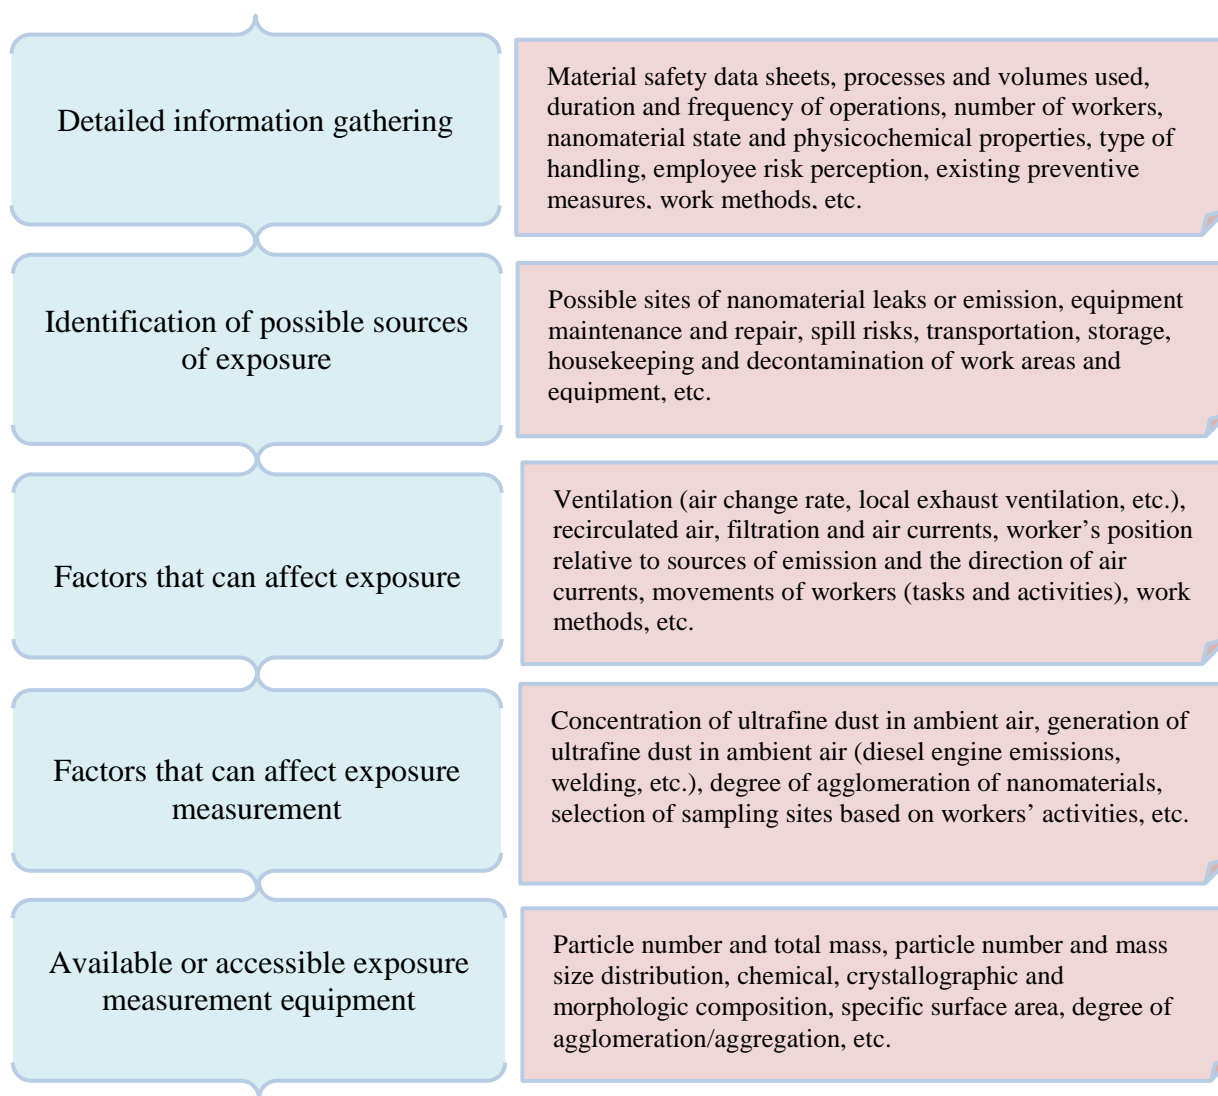 Detailed information gathering
Material safety data sheets, processes and volumes used,
duration and frequency of operations, number of workers,
nanomaterial state and physicochemical properties, type of
handling, employee risk perception, existing preventive
measures, work methods, etc.
Identification of possible sources
of exposure
Possible sites of nanomaterial leaks or emission, equipment
maintenance and repair, spill risks, transportation, storage,
housekeeping and decontamination of work areas and
equipment, etc.
Factors that can affect exposure
Ventilation (air change rate, local exhaust ventilation, etc.),
recirculated air, filtration and air currents, worker’s position
relative to sources of emission and the direction of air
currents, movements of workers (tasks and activities), work
methods, etc.
Factors that can affect exposure
measurement
Concentration of ultrafine dust in ambient air, generation of
ultrafine dust in ambient air (diesel engine emissions,
welding, etc.), degree of agglomeration of nanomaterials,
selection of sampling sites based on workers’ activities, etc.
Available or accessible exposure
measurement equipment
Particle number and total mass, particle number and mass
size distribution, chemical, crystallographic and
morphologic composition, specific surface area, degree of
agglomeration/aggregation, etc.